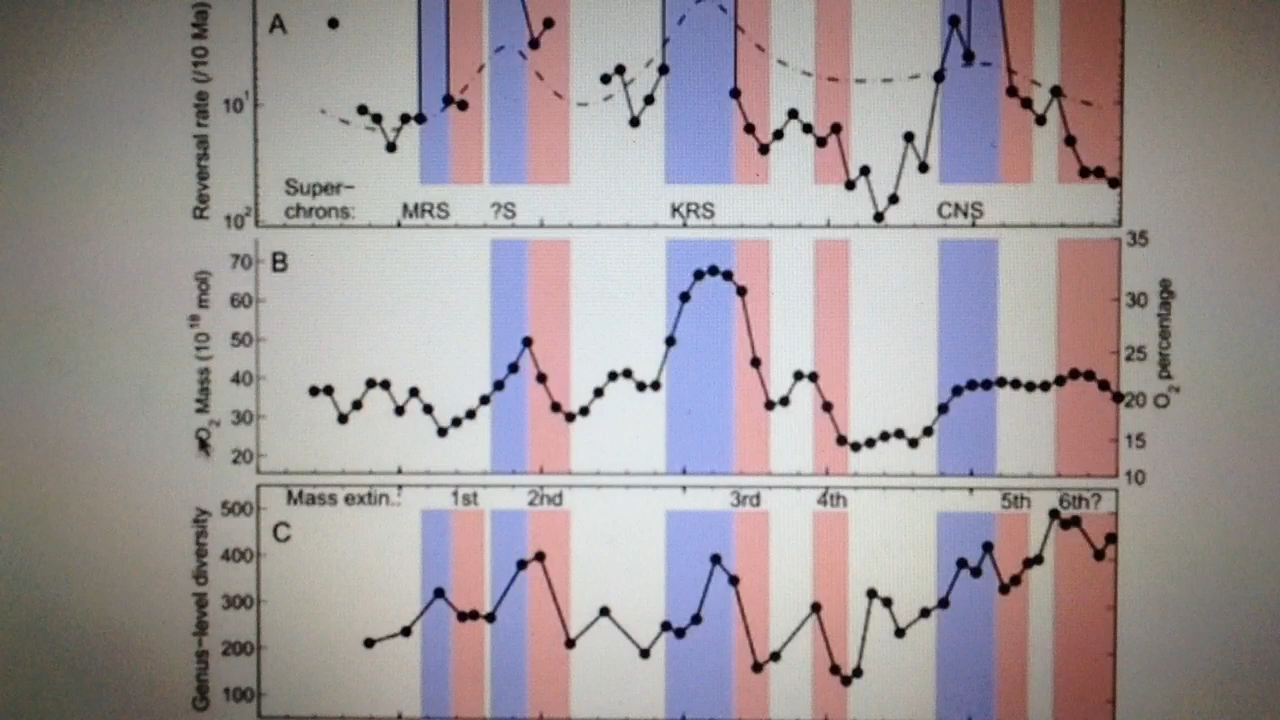 A
Reversal rate (/10 Ma)
10¹
Super-
chrons: MRS ?S KRS CNS
10²
B
O₂ Mass (10¹⁸ mol)
70
60
50
40
30
20
35
30
25
20
15
10
O₂ percentage
Mass extin.: 1st 2nd 3rd 4th 5th 6th?
C
Genus-level diversity
500
400
300
200
100